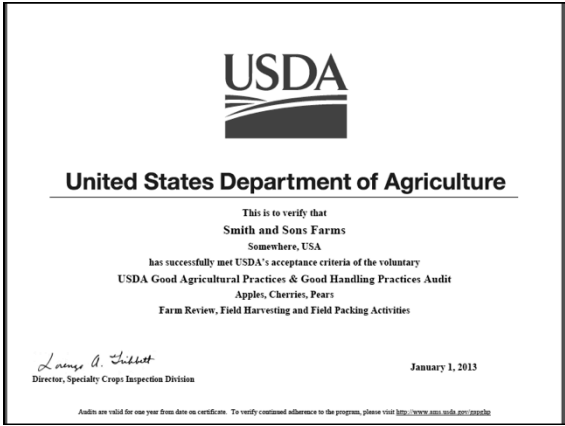 USDA
United States Department of Agriculture
This is to verify that
Smith and Sons Farms
Somewhere, USA
has successfully met USDA's acceptance criteria of the voluntary
USDA Good Agricultural Practices & Good Handling Practices Audit
Apples, Cherries, Pears
Farm Review, Field Harvesting and Field Packing Activities
Lorenzo A. Tribbett
Director, Specialty Crops Inspection Division
January 1, 2013
Audits are valid for one year from date on certificate. To verify continued adherence to the program, please visit http://www.ams.usda.gov/gapghp